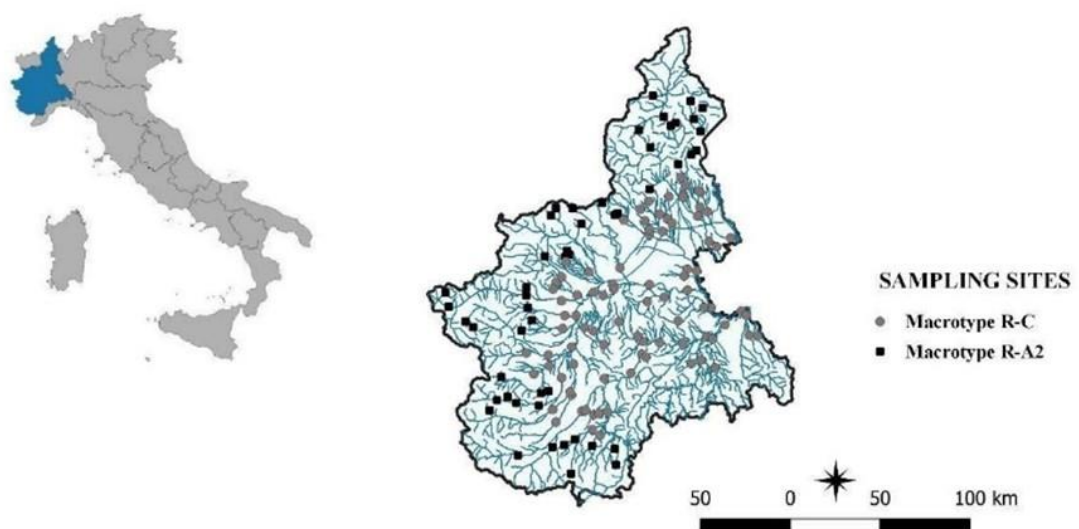 SAMPLING SITES
Macrotype R-C
Macrotype R-A2
50 0 50 100 km